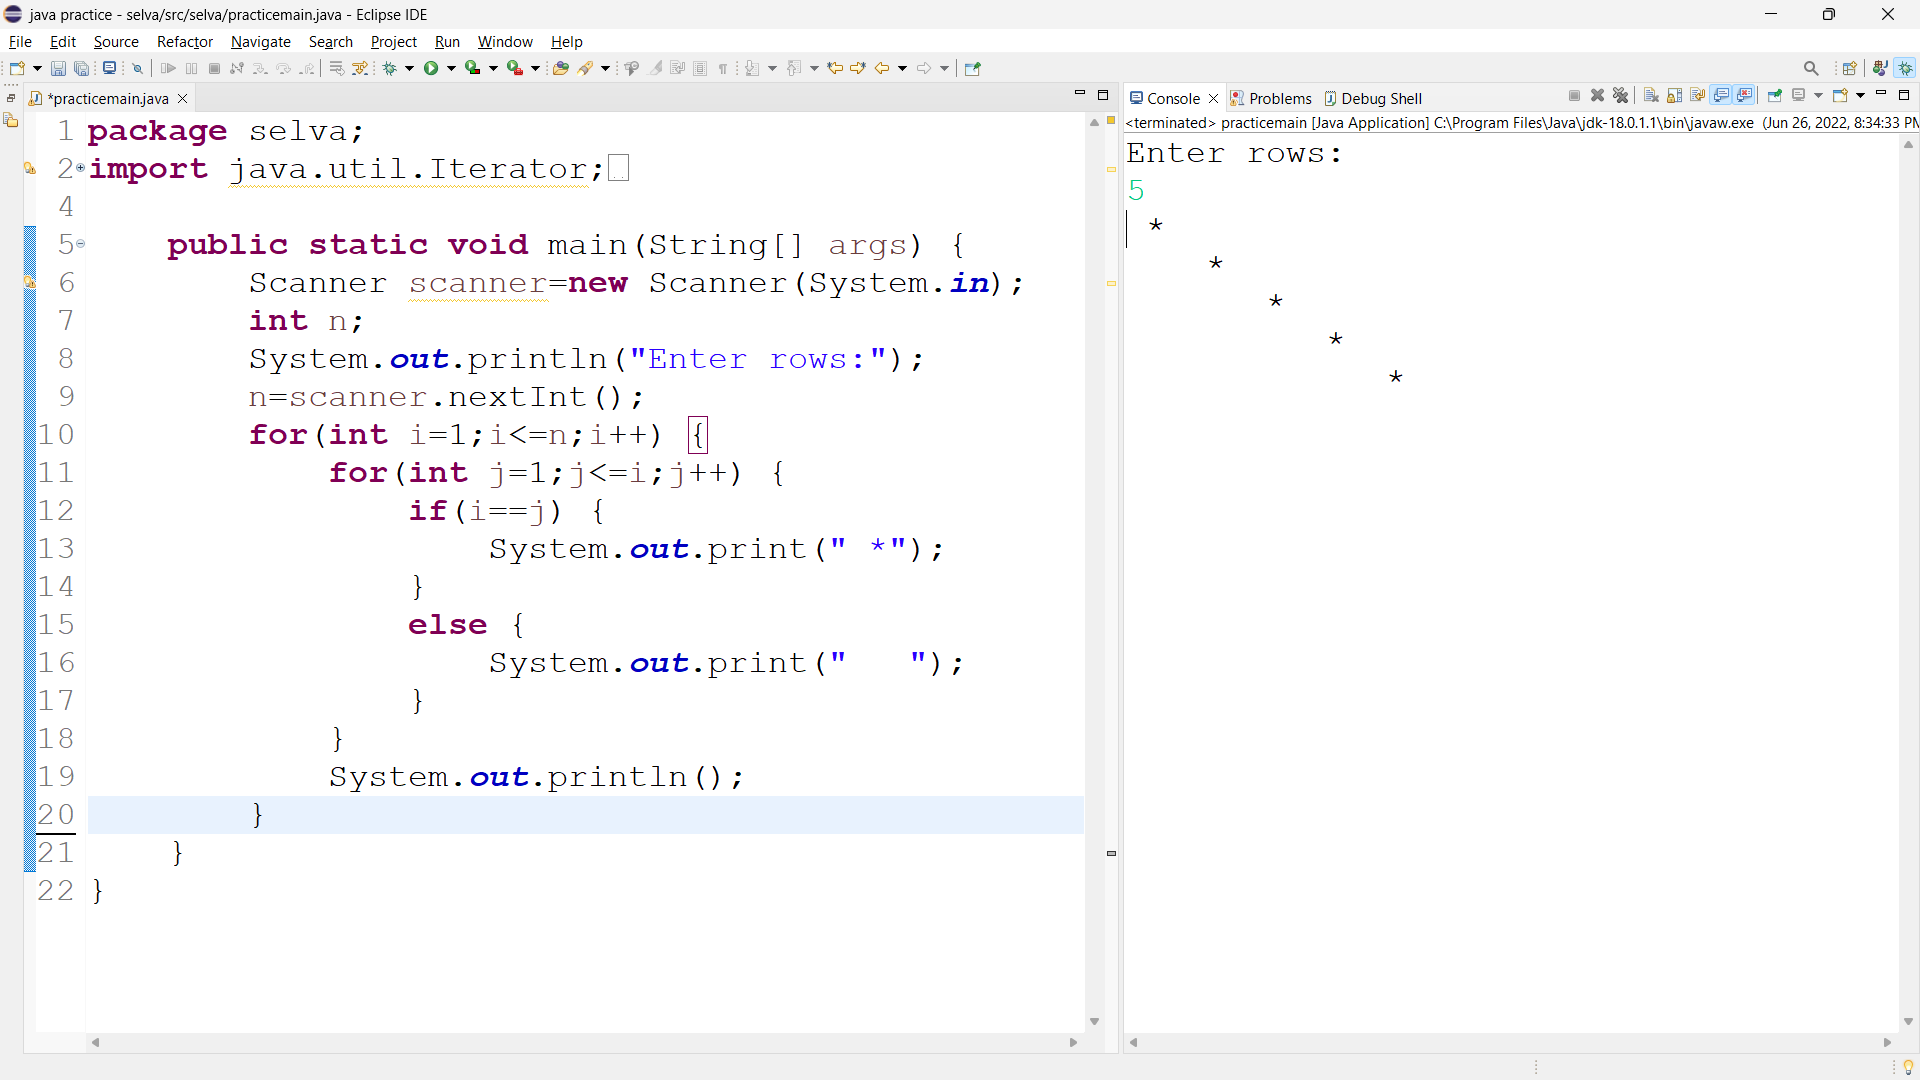 java practice - selva/src/selva/practicemain.java - Eclipse IDE
File Edit Source Refactor Navigate Search Project Run Window Help
*practicemain.java
1 package selva;
2 import java.util.Iterator;
4
5 public static void main(String[] args) {
6 Scanner scanner=new Scanner(System.in);
7 int n;
8 System.out.println("Enter rows:");
9 n=scanner.nextInt();
10 for(int i=1;i<=n;i++) {
11 for(int j=1;j<=i;j++) {
12 if(i==j) {
13 System.out.print(" *");
14 }
15 else {
16 System.out.print("   ");
17 }
18 }
19 System.out.println();
20 }
21 }
22 }
Console Problems Debug Shell
<terminated> practicemain [Java Application] C:\Program Files\Java\jdk-18.0.1.1\bin\javaw.exe (Jun 26, 2022, 8:34:33 PM
Enter rows:
5
 *
    *
       *
          *
             *